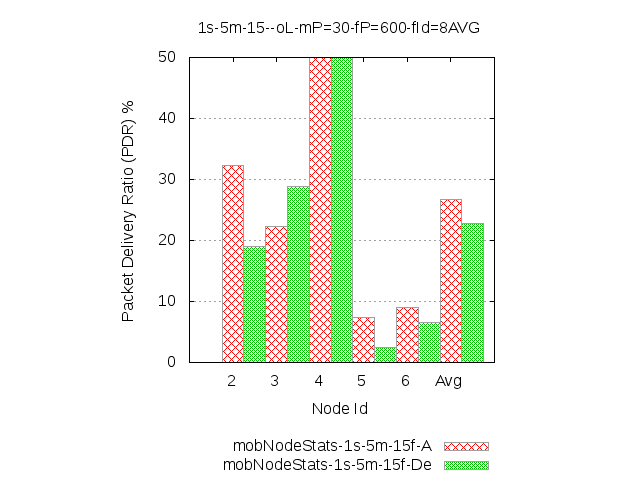 1s-5m-15--oL-mP=30-fP=600-fId=8AVG
Packet Delivery Ratio (PDR) %
50
40
30
20
10
0
2 3 4 5 6 Avg
Node Id
mobNodeStats-1s-5m-15f-A
mobNodeStats-1s-5m-15f-De